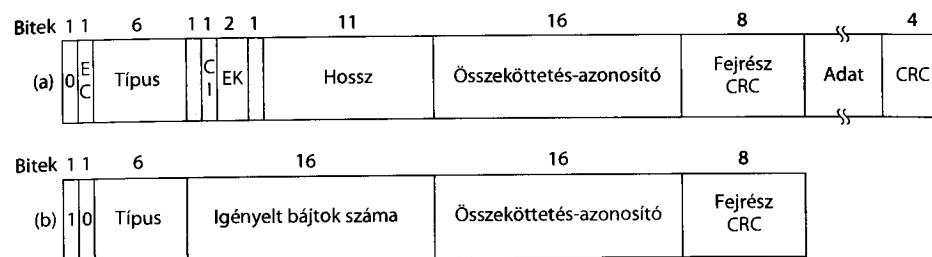 Bitek 1 1 6 1 1 2 1 11 16 8 4
(a) 0 EC Típus CI EK Hossz Összeköttetés-azonosító Fejrész CRC Adat CRC
Bitek 1 1 6 16 16 8
(b) 1 0 Típus Igényelt bájtok száma Összeköttetés-azonosító Fejrész CRC